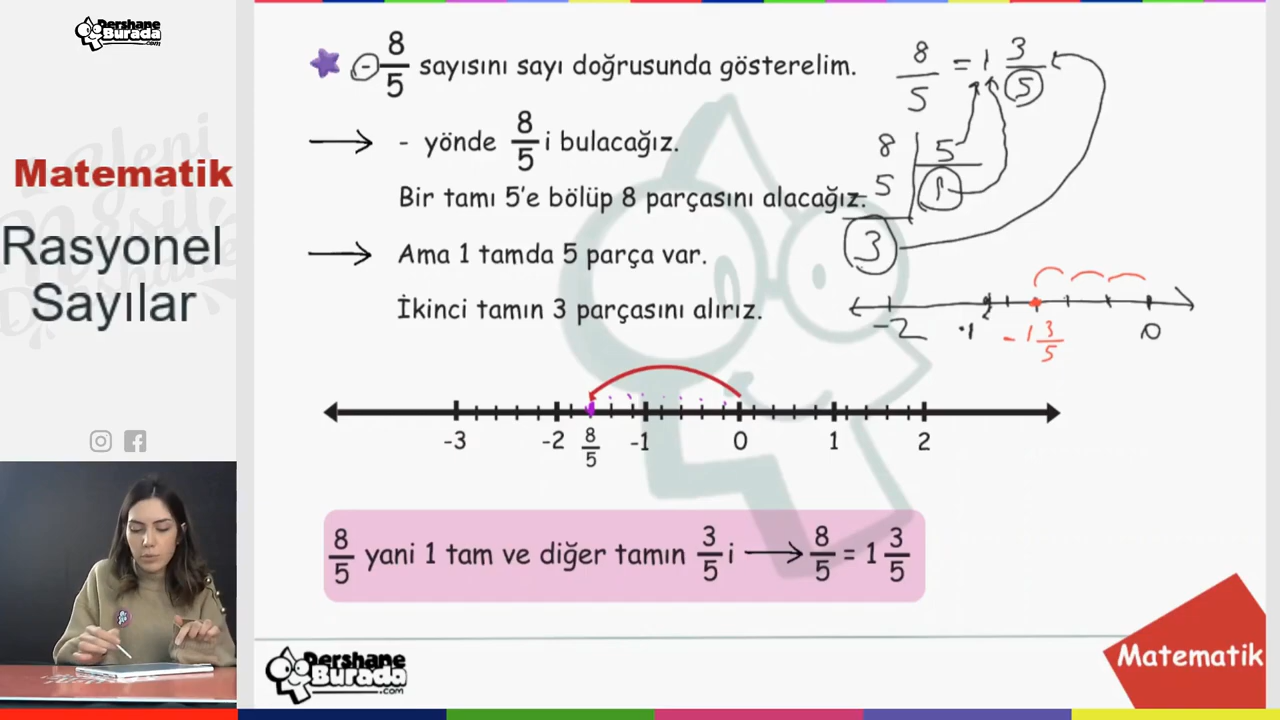 Dershane
Burada
.com
Matematik
Rasyonel
Sayılar
- 8/5 sayısını sayı doğrusunda gösterelim.
- yönde 8/5 i bulacağız.
Bir tamı 5'e bölüp 8 parçasını alacağız.
Ama 1 tamda 5 parça var.
İkinci tamın 3 parçasını alırız.
8/5 = 1 3/5
8 5
5 1
3
-2 -1 0
-1 3/5
-3 -2 8/5 -1 0 1 2
8/5 yani 1 tam ve diğer tamın 3/5 i → 8/5 = 1 3/5
Dershane
Burada
.com
Matematik